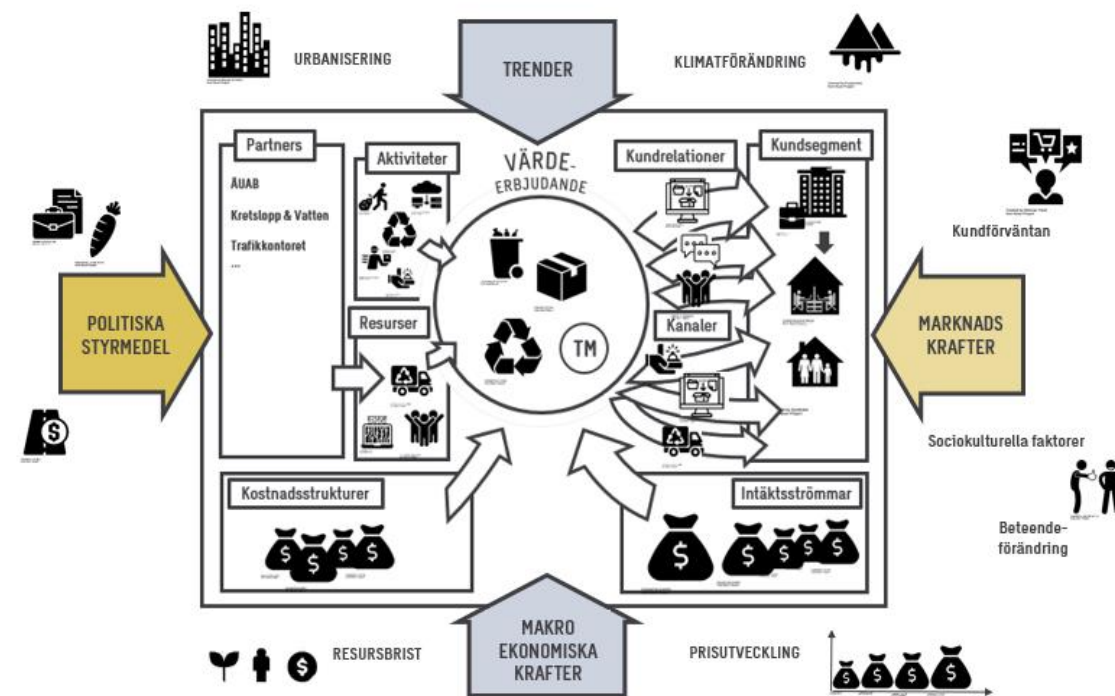 URBANISERING
TRENDER
KLIMATFÖRÄNDRING
Partners
ÄUAB
Kretslopp & Vatten
Trafikkontoret
...
Aktiviteter
Resurser
VÄRDE-
ERBJUDANDE
TM
Kundrelationer
Kanaler
Kundsegment
Kundförväntan
POLITISKA
STYRMEDEL
MARKNADS
KRAFTER
Sociokulturella faktorer
Beteende-
förändring
Kostnadsstrukturer
$ $ $ $
Intäktsströmmar
$ $ $ $ $
MAKRO
EKONOMISKA
KRAFTER
RESURSBRIST
PRISUTVECKLING
$ $ $ $